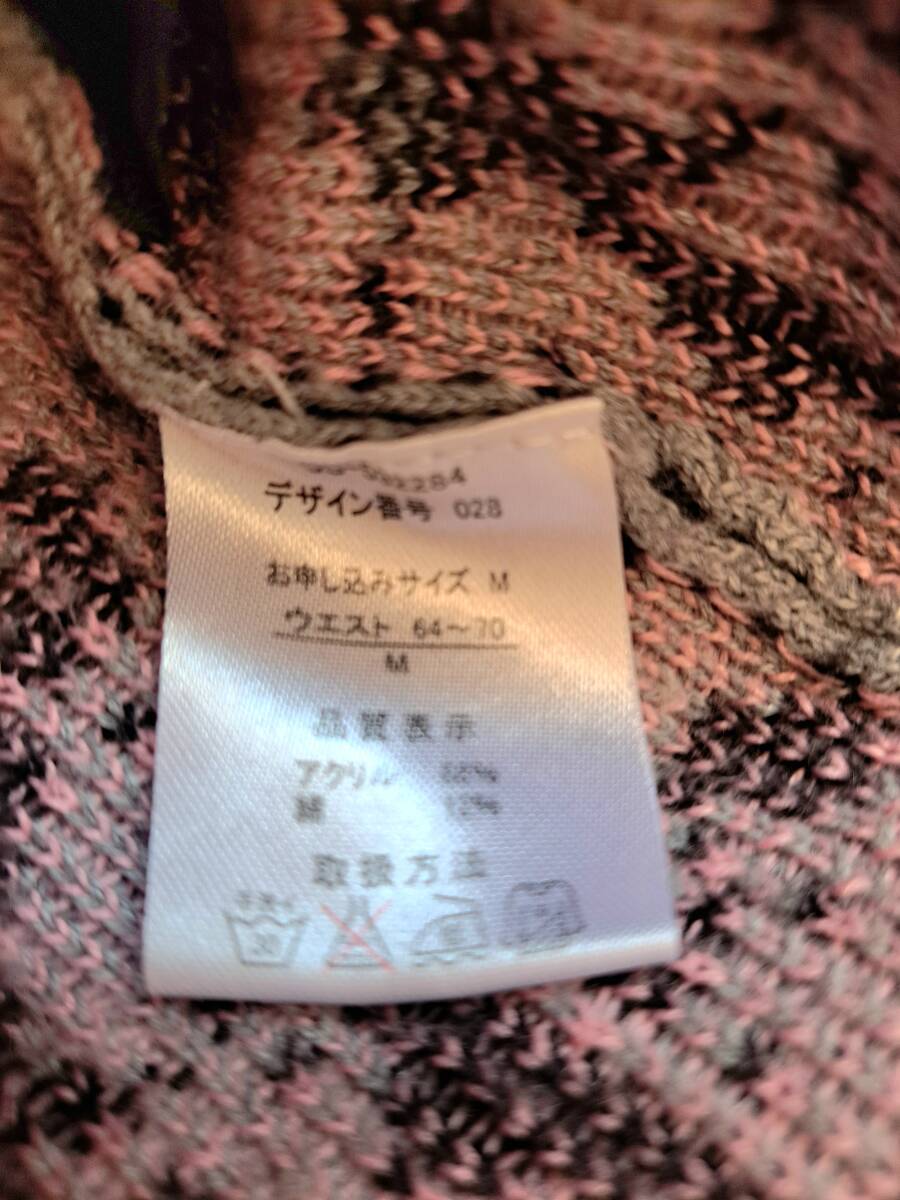 デザイン番号 028
お申し込みサイズ M
ウエスト 64〜70
M
品質表示
アクリル
綿
取扱方法
30